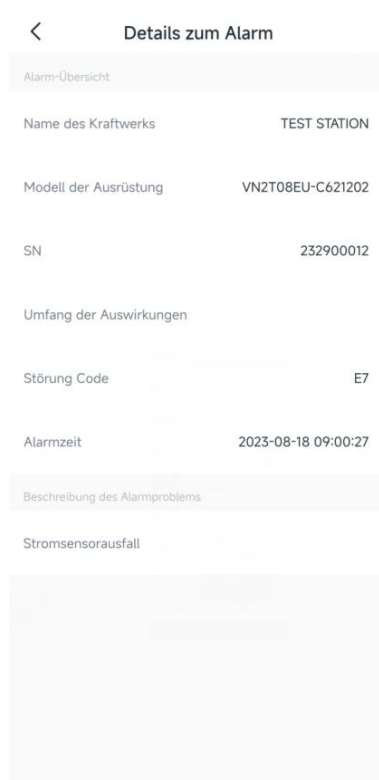 Details zum Alarm
Alarm-Übersicht
Name des Kraftwerks TEST STATION
Modell der Ausrüstung VN2T08EU-C621202
SN 232900012
Umfang der Auswirkungen
Störung Code E7
Alarmzeit 2023-08-18 09:00:27
Beschreibung des Alarmproblems
Stromsensorausfall